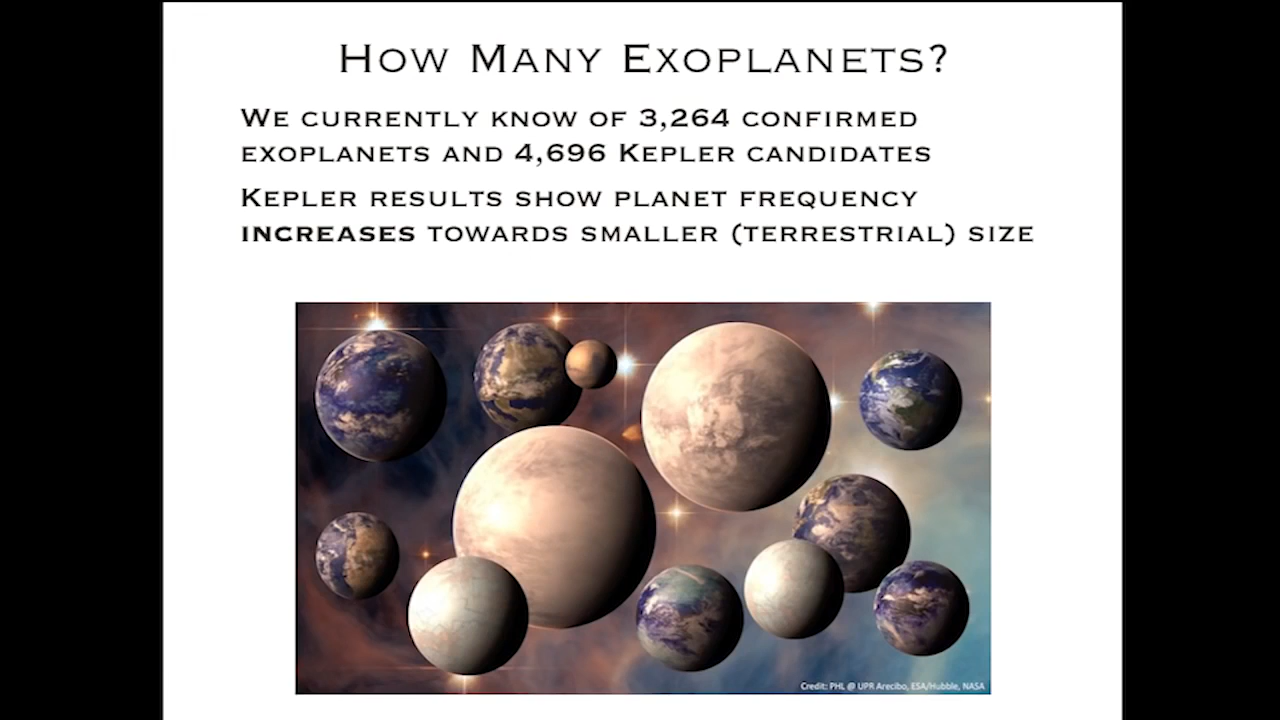 How Many Exoplanets?
We currently know of 3,264 confirmed
exoplanets and 4,696 Kepler candidates
Kepler results show planet frequency
increases towards smaller (terrestrial) size
Credit: PHL @ UPR Arecibo, ESA/Hubble, NASA